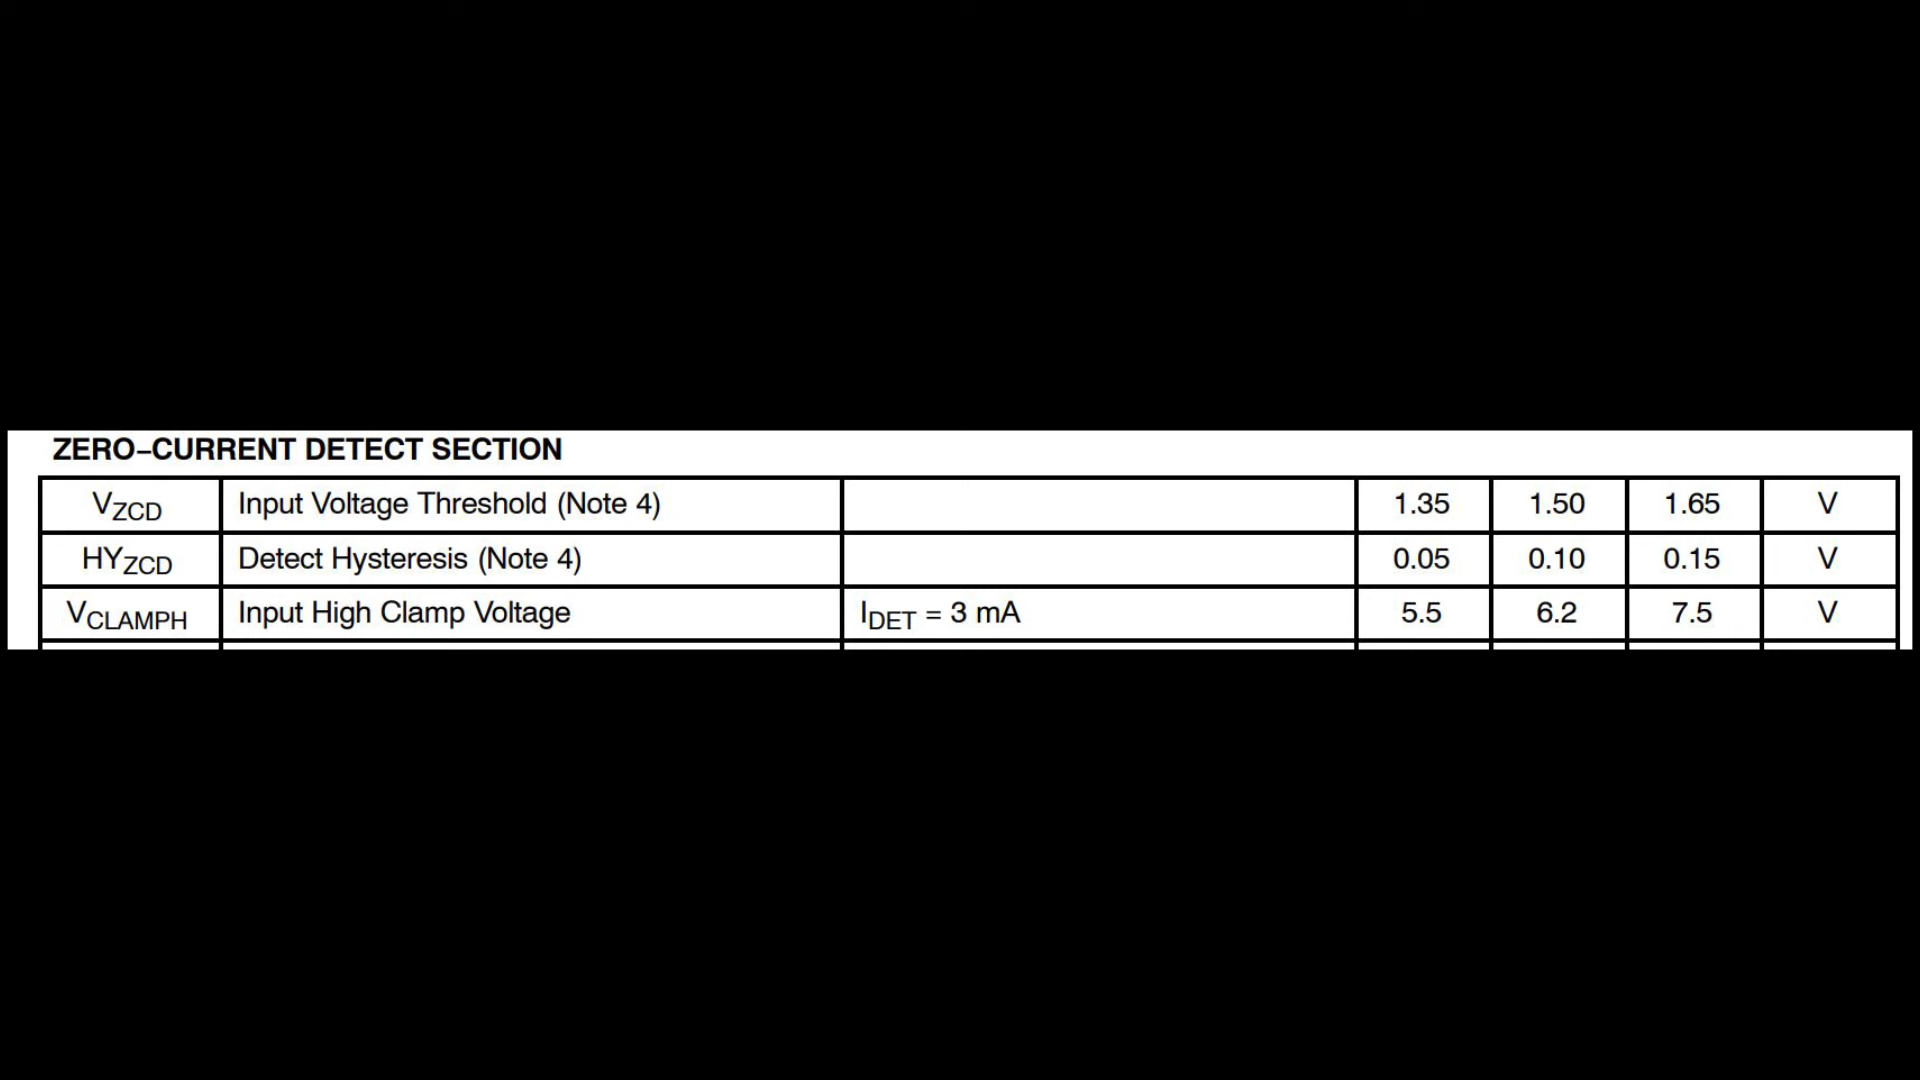 ZERO–CURRENT DETECT SECTION
VZCD Input Voltage Threshold (Note 4) 1.35 1.50 1.65 V
HYZCD Detect Hysteresis (Note 4) 0.05 0.10 0.15 V
VCLAMPH Input High Clamp Voltage IDET = 3 mA 5.5 6.2 7.5 V